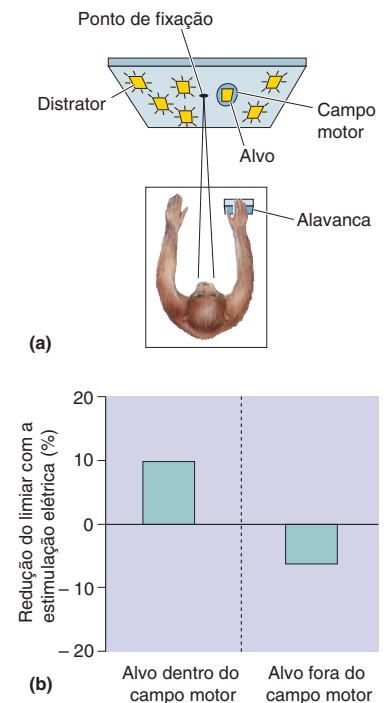 Ponto de fixação
Distrator
Campo
motor
Alvo
Alavanca
(a)
Redução do limiar com a
estimulação elétrica (%)
20
10
0
– 10
– 20
Alvo dentro do
campo motor
Alvo fora do
campo motor
(b)